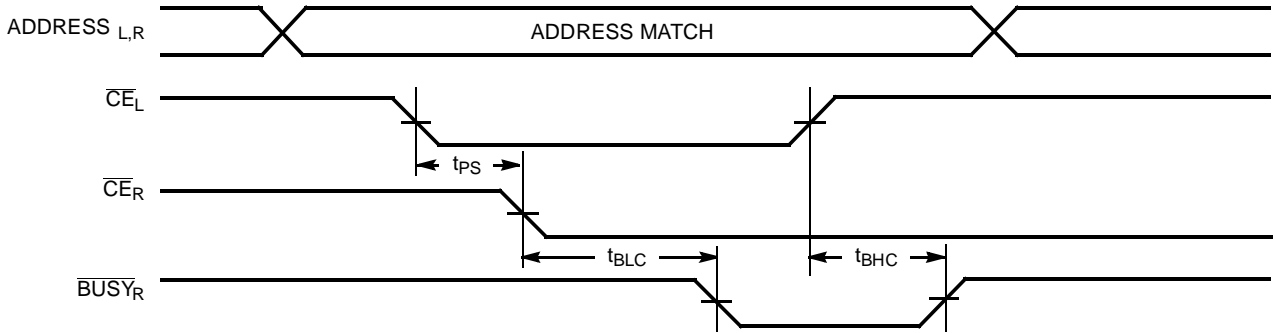 ADDRESS L,R
ADDRESS MATCH
CEL
tPS
CER
tBLC
tBHC
BUSYR